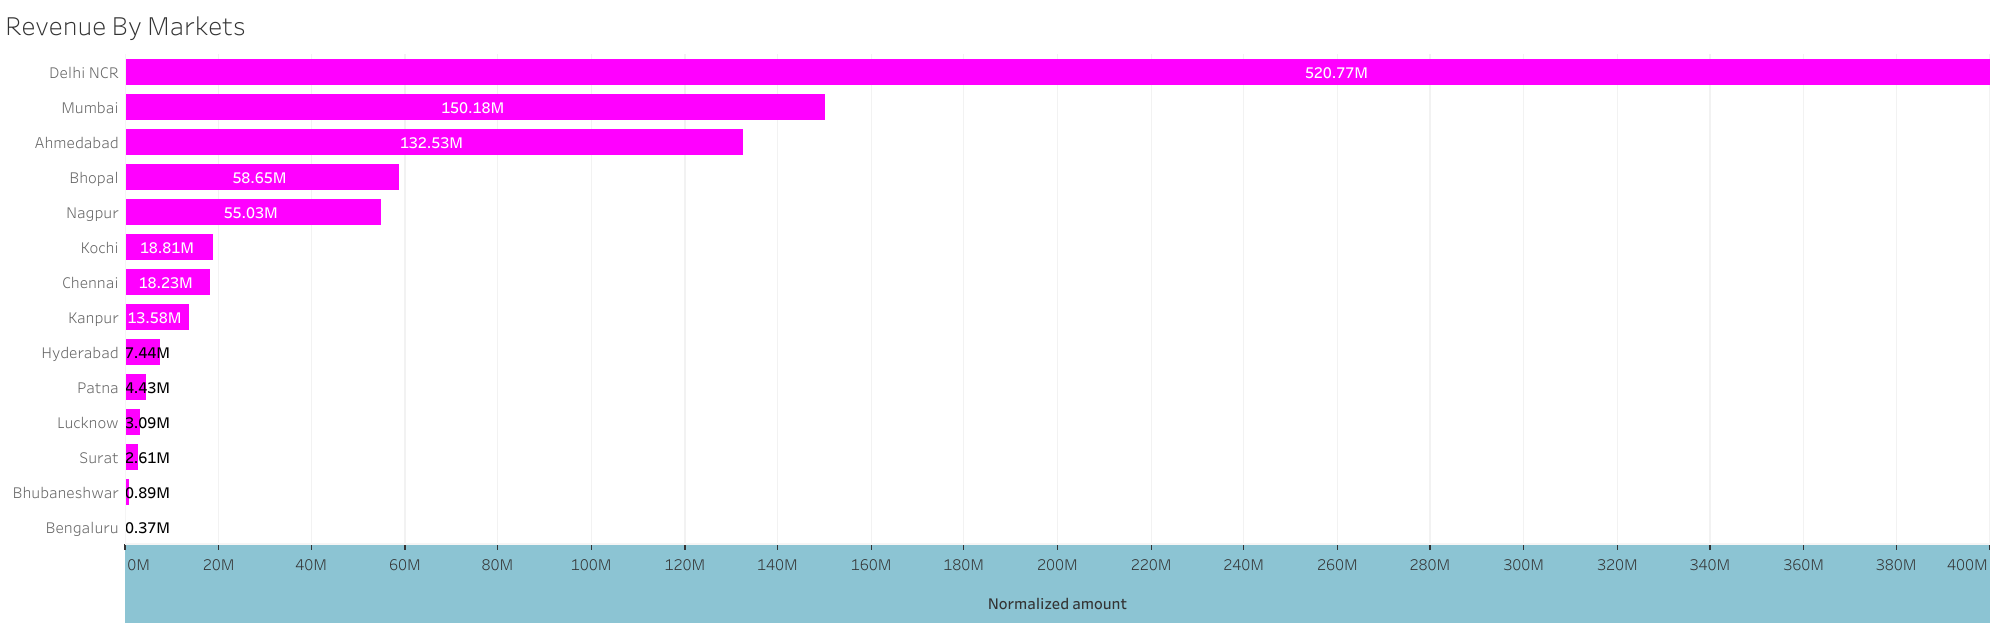 Revenue By Markets
Delhi NCR 520.77M
Mumbai 150.18M
Ahmedabad 132.53M
Bhopal 58.65M
Nagpur 55.03M
Kochi 18.81M
Chennai 18.23M
Kanpur 13.58M
Hyderabad 7.44M
Patna 4.43M
Lucknow 3.09M
Surat 2.61M
Bhubaneshwar 0.89M
Bengaluru 0.37M
0M 20M 40M 60M 80M 100M 120M 140M 160M 180M 200M 220M 240M 260M 280M 300M 320M 340M 360M 380M 400M
Normalized amount